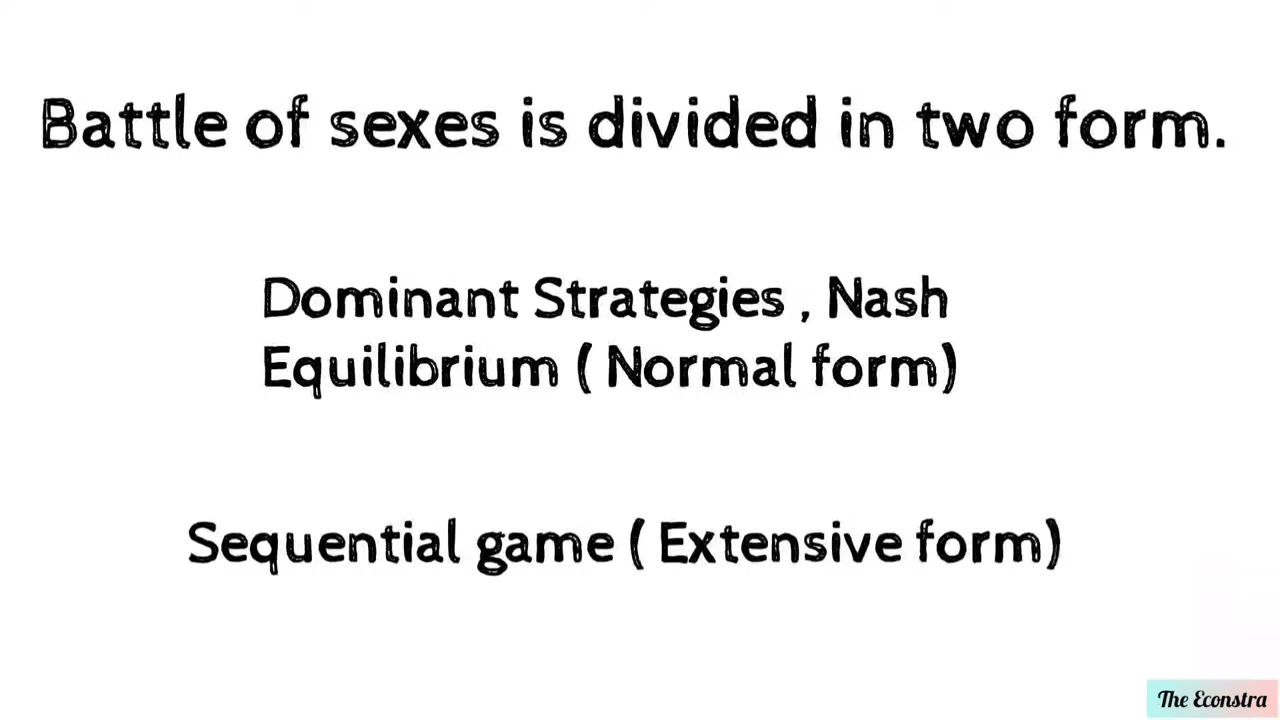 Battle of sexes is divided in two form.
Dominant Strategies , Nash
Equilibrium ( Normal form)
Sequential game ( Extensive form)
The Econstra